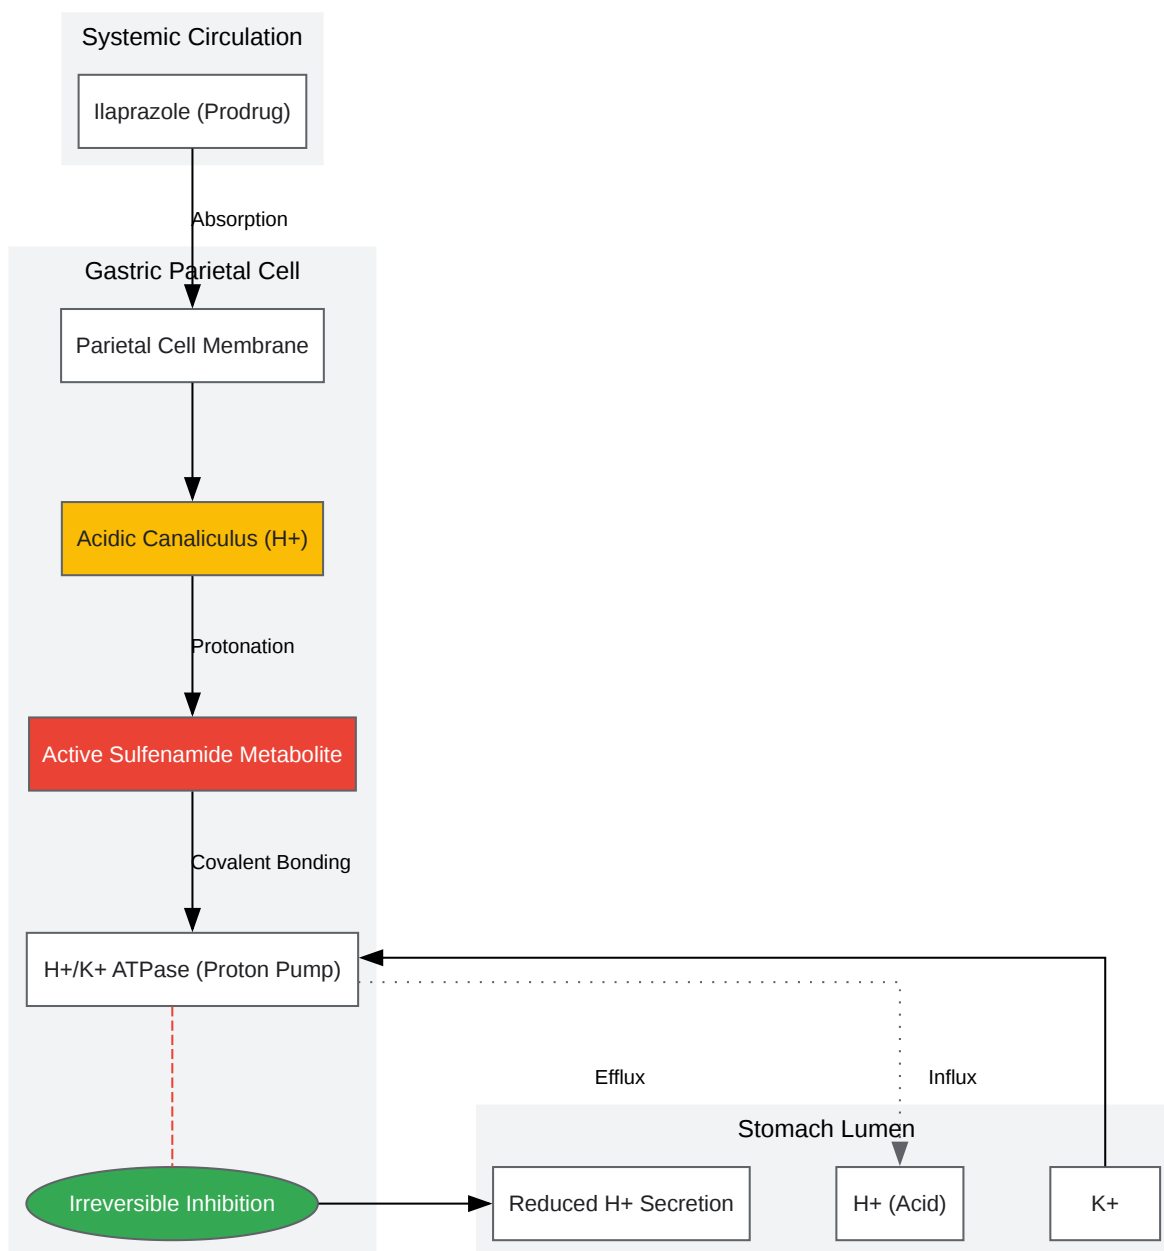 Systemic Circulation
Ilaprazole (Prodrug)
Absorption
Gastric Parietal Cell
Parietal Cell Membrane
Acidic Canaliculus (H+)
Protonation
Active Sulfenamide Metabolite
Covalent Bonding
H+/K+ ATPase (Proton Pump)
Efflux
Influx
Stomach Lumen
Irreversible Inhibition
Reduced H+ Secretion
H+ (Acid)
K+